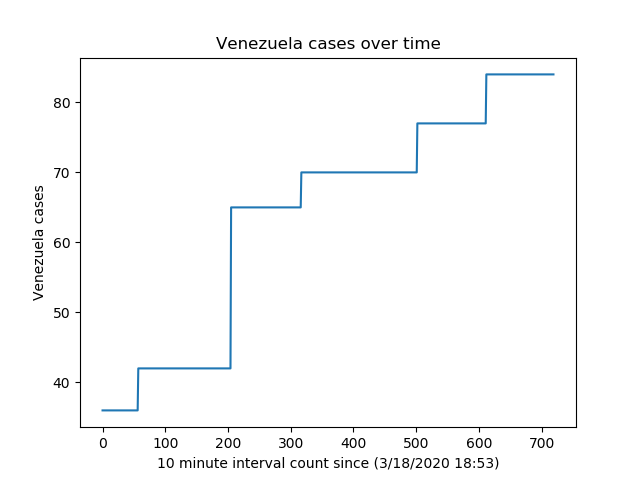 Venezuela cases over time
80
70
60
50
40
Venezuela cases
0 100 200 300 400 500 600 700
10 minute interval count since (3/18/2020 18:53)